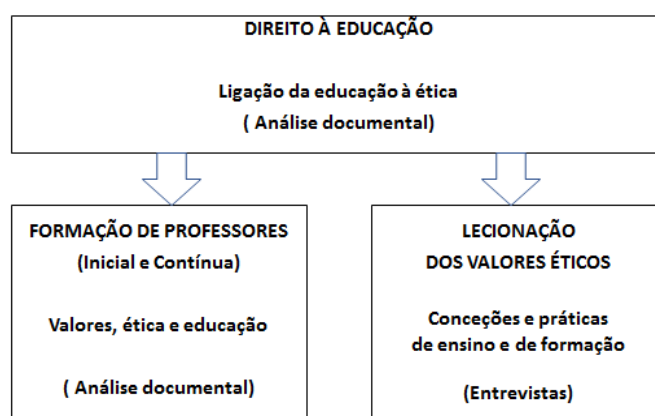 DIREITO À EDUCAÇÃO
Ligação da educação à ética
( Análise documental)
FORMAÇÃO DE PROFESSORES
(Inicial e Contínua)
Valores, ética e educação
( Análise documental)
LECIONAÇÃO
DOS VALORES ÉTICOS
Conceções e práticas
de ensino e de formação
(Entrevistas)